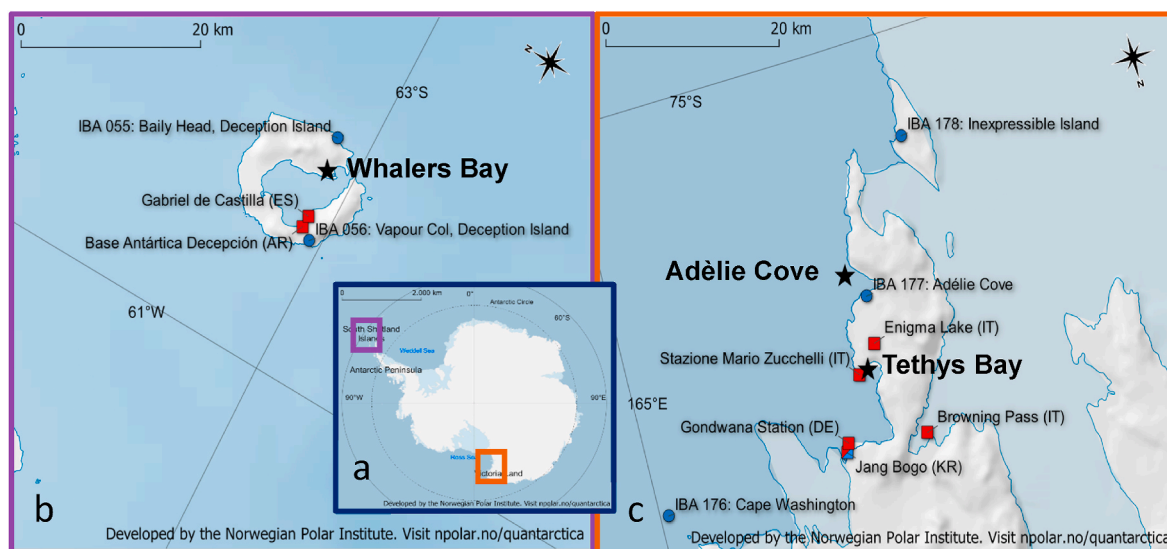 0
20 km
N
63°S
IBA 055: Baily Head, Deception Island
Whalers Bay
Gabriel de Castilla (ES)
IBA 056: Vapour Col, Deception Island
Base Antártica Decepción (AR)
61°W
b
Developed by the Norwegian Polar Institute. Visit npolar.no/quantarctica
0
2.000 km
0°
Antarctic Circle
60°S
South Shetland
Islands
Weddell Sea
Antarctic Peninsula
90°W
90°E
Ross Sea
Victoria Land
a
Developed by the Norwegian Polar Institute. Visit npolar.no/quantarctica
0
20 km
N
75°S
IBA 178: Inexpressible Island
Adèlie Cove
IBA 177: Adélie Cove
Enigma Lake (IT)
Stazione Mario Zucchelli (IT)
Tethys Bay
165°E
Browning Pass (IT)
Gondwana Station (DE)
Jang Bogo (KR)
IBA 176: Cape Washington
c
Developed by the Norwegian Polar Institute. Visit npolar.no/quantarctica